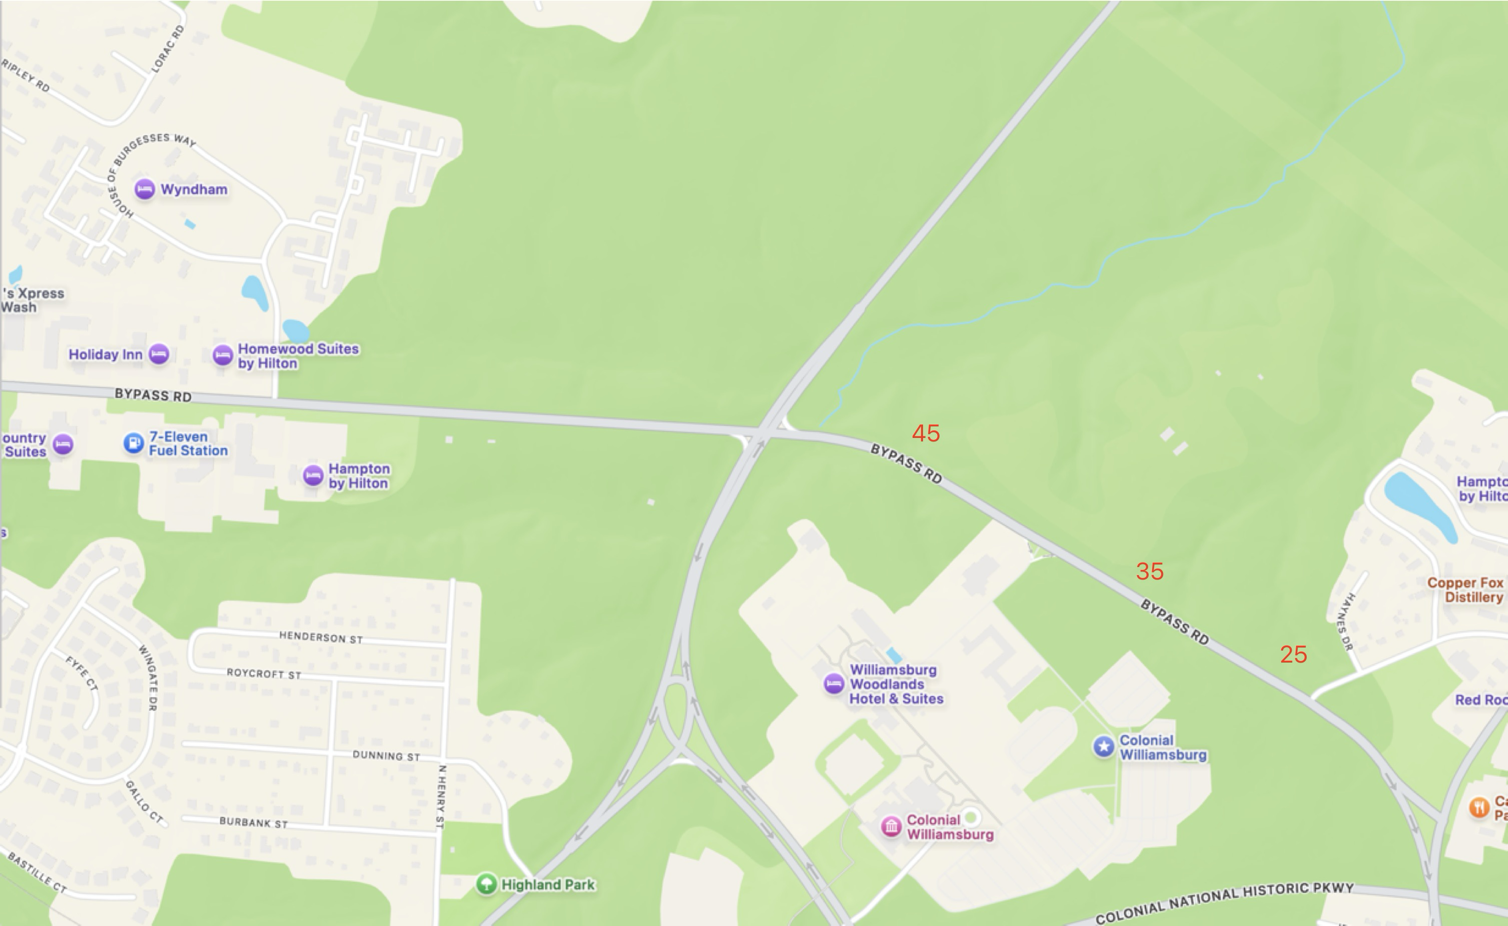 LORAC RD
RIPLEY RD
HOUSE OF BURGESSES WAY
Wyndham
's Xpress
Wash
Holiday Inn
Homewood Suites
by Hilton
BYPASS RD
ountry
Suites
7-Eleven
Fuel Station
Hampton
by Hilton
45
BYPASS RD
35
BYPASS RD
25
Hampto
by Hilto
Copper Fox
Distillery
HAYNES DR
Red Roo
s
HENDERSON ST
ROYCROFT ST
FYFE CT
WINGATE DR
DUNNING ST
N HENRY ST
GALLO CT
BURBANK ST
BASTILLE CT
Highland Park
Williamsburg
Woodlands
Hotel & Suites
Colonial
Williamsburg
Colonial
Williamsburg
Ca
Pa
COLONIAL NATIONAL HISTORIC PKWY